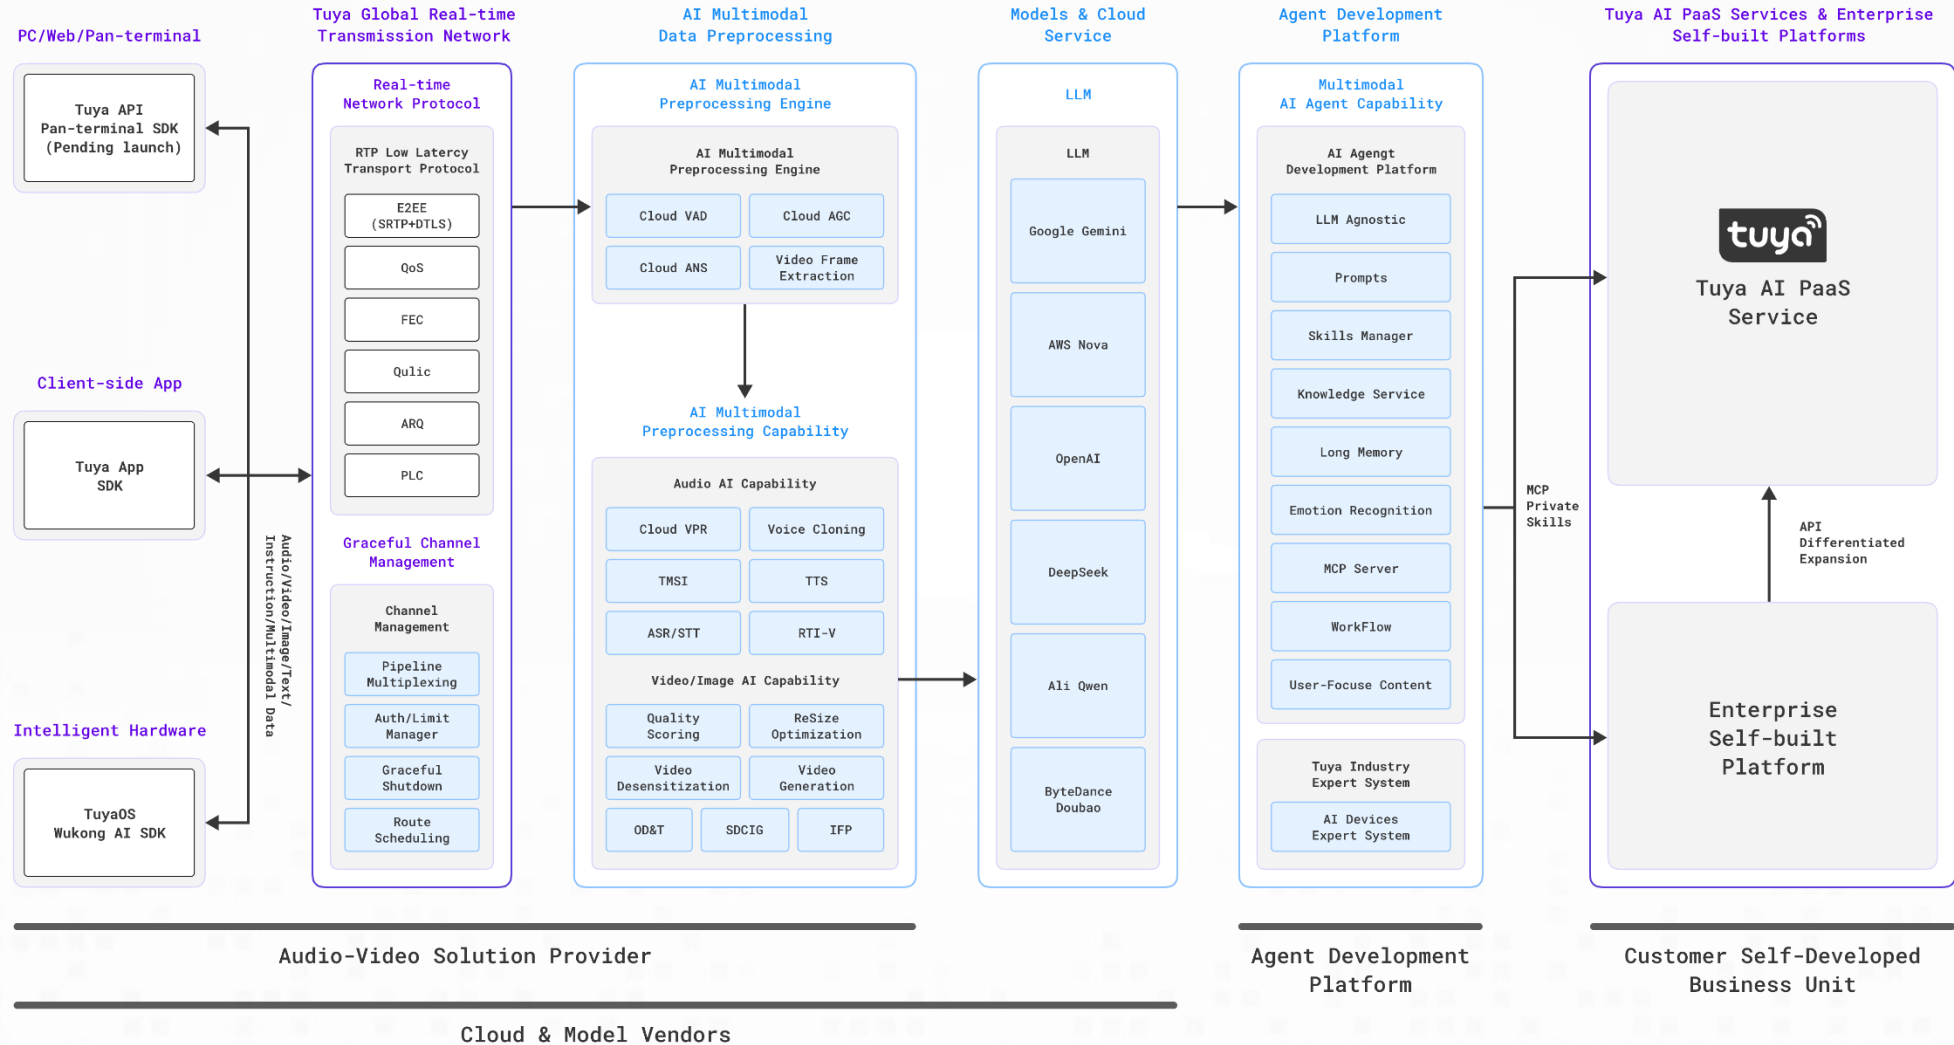 PC/Web/Pan-terminal
Tuya API
Pan-terminal SDK
(Pending launch)
Client-side App
Tuya App
SDK
Intelligent Hardware
TuyaOS
Wukong AI SDK
Audio/Video/Image/Text/
Instruction/Multimodal Data
Tuya Global Real-time
Transmission Network
Real-time
Network Protocol
RTP Low Latercy
Transport Protocol
E2EE
(SRTP+DTLS)
QoS
FEC
Qulic
ARQ
PLC
Graceful Channel
Management
Channel
Management
Pipeline
Multiplexing
Auth/Limit
Manager
Graceful
Shutdown
Route
Scheduling
AI Multimodal
Data Preprocessing
AI Multimodal
Preprocessing Engine
AI Multimodal
Preprocessing Engine
Cloud VAD
Cloud AGC
Cloud ANS
Video Frame
Extraction
AI Multimodal
Preprocessing Capability
Audio AI Capability
Cloud VPR
Voice Cloning
TMSI
TTS
ASR/STT
RTI-V
Video/Image AI Capability
Quality
Scoring
ReSize
Optimization
Video
Desensitization
Video
Generation
OD&T
SDCIG
IFP
Models & Cloud
Service
LLM
LLM
Google Gemini
AWS Nova
OpenAI
DeepSeek
Ali Qwen
ByteDance
Doubao
Agent Development
Platform
Multimodal
AI Agent Capability
AI Agengt
Development Platform
LLM Agnostic
Prompts
Skills Manager
Knowledge Service
Long Memory
Emotion Recognition
MCP Server
WorkFlow
User-Focuse Content
Tuya Industry
Expert System
AI Devices
Expert System
MCP
Private
Skills
Tuya AI PaaS Services & Enterprise
Self-built Platforms
tuya
Tuya AI PaaS
Service
API
Differentiated
Expansion
Enterprise
Self-built
Platform
Audio-Video Solution Provider
Agent Development
Platform
Customer Self-Developed
Business Unit
Cloud & Model Vendors